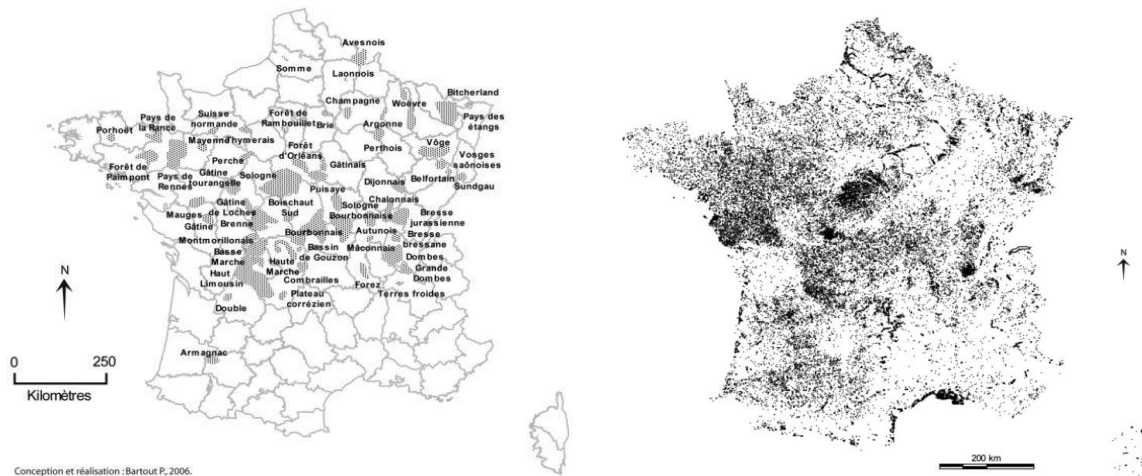 Avesnois
Somme
Laonnois
Bitcherland
Champagne
Woëvre
Pays des
étangs
Argonne
Perthois
Suisse
normande
Forêt de
Rambouillet
Brie
Pays de
la Rance
Porhoët
Mayenne
Thymerais
Forêt
d'Orléans
Vôge
Vosges
saônoises
Perche
Gâtinais
Forêt de
Paimpont
Pays de
Rennes
Gâtine
tourangelle
Sologne
Belfortain
Sundgau
Dijonnais
Puisaye
Chalonnais
Gâtine
de Loches
Boischaut
Sud
Sologne
Bourbonnaise
Bresse
jurassienne
Mauges
Gâtine
Brenne
Autunois
Bresse
bressane
Bourbonnais
Mâconnais
Montmorillonais
Basse
Marche
Haute
Marche
Bassin
de Gouzon
Dombes
Grande
Dombes
Haut
Limousin
Combrailles
Forez
Terres froides
Plateau
corrézien
Double
Armagnac
N
0 250
Kilomètres
Conception et réalisation : Bartout P., 2006.
N
200 km